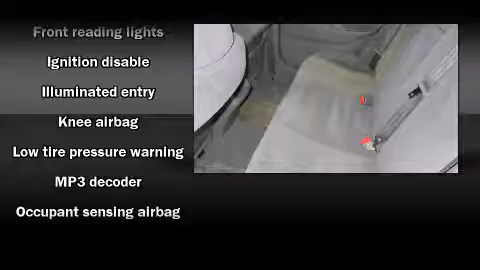 Front reading lights
Ignition disable
Illuminated entry
Knee airbag
Low tire pressure warning
MP3 decoder
Occupant sensing airbag